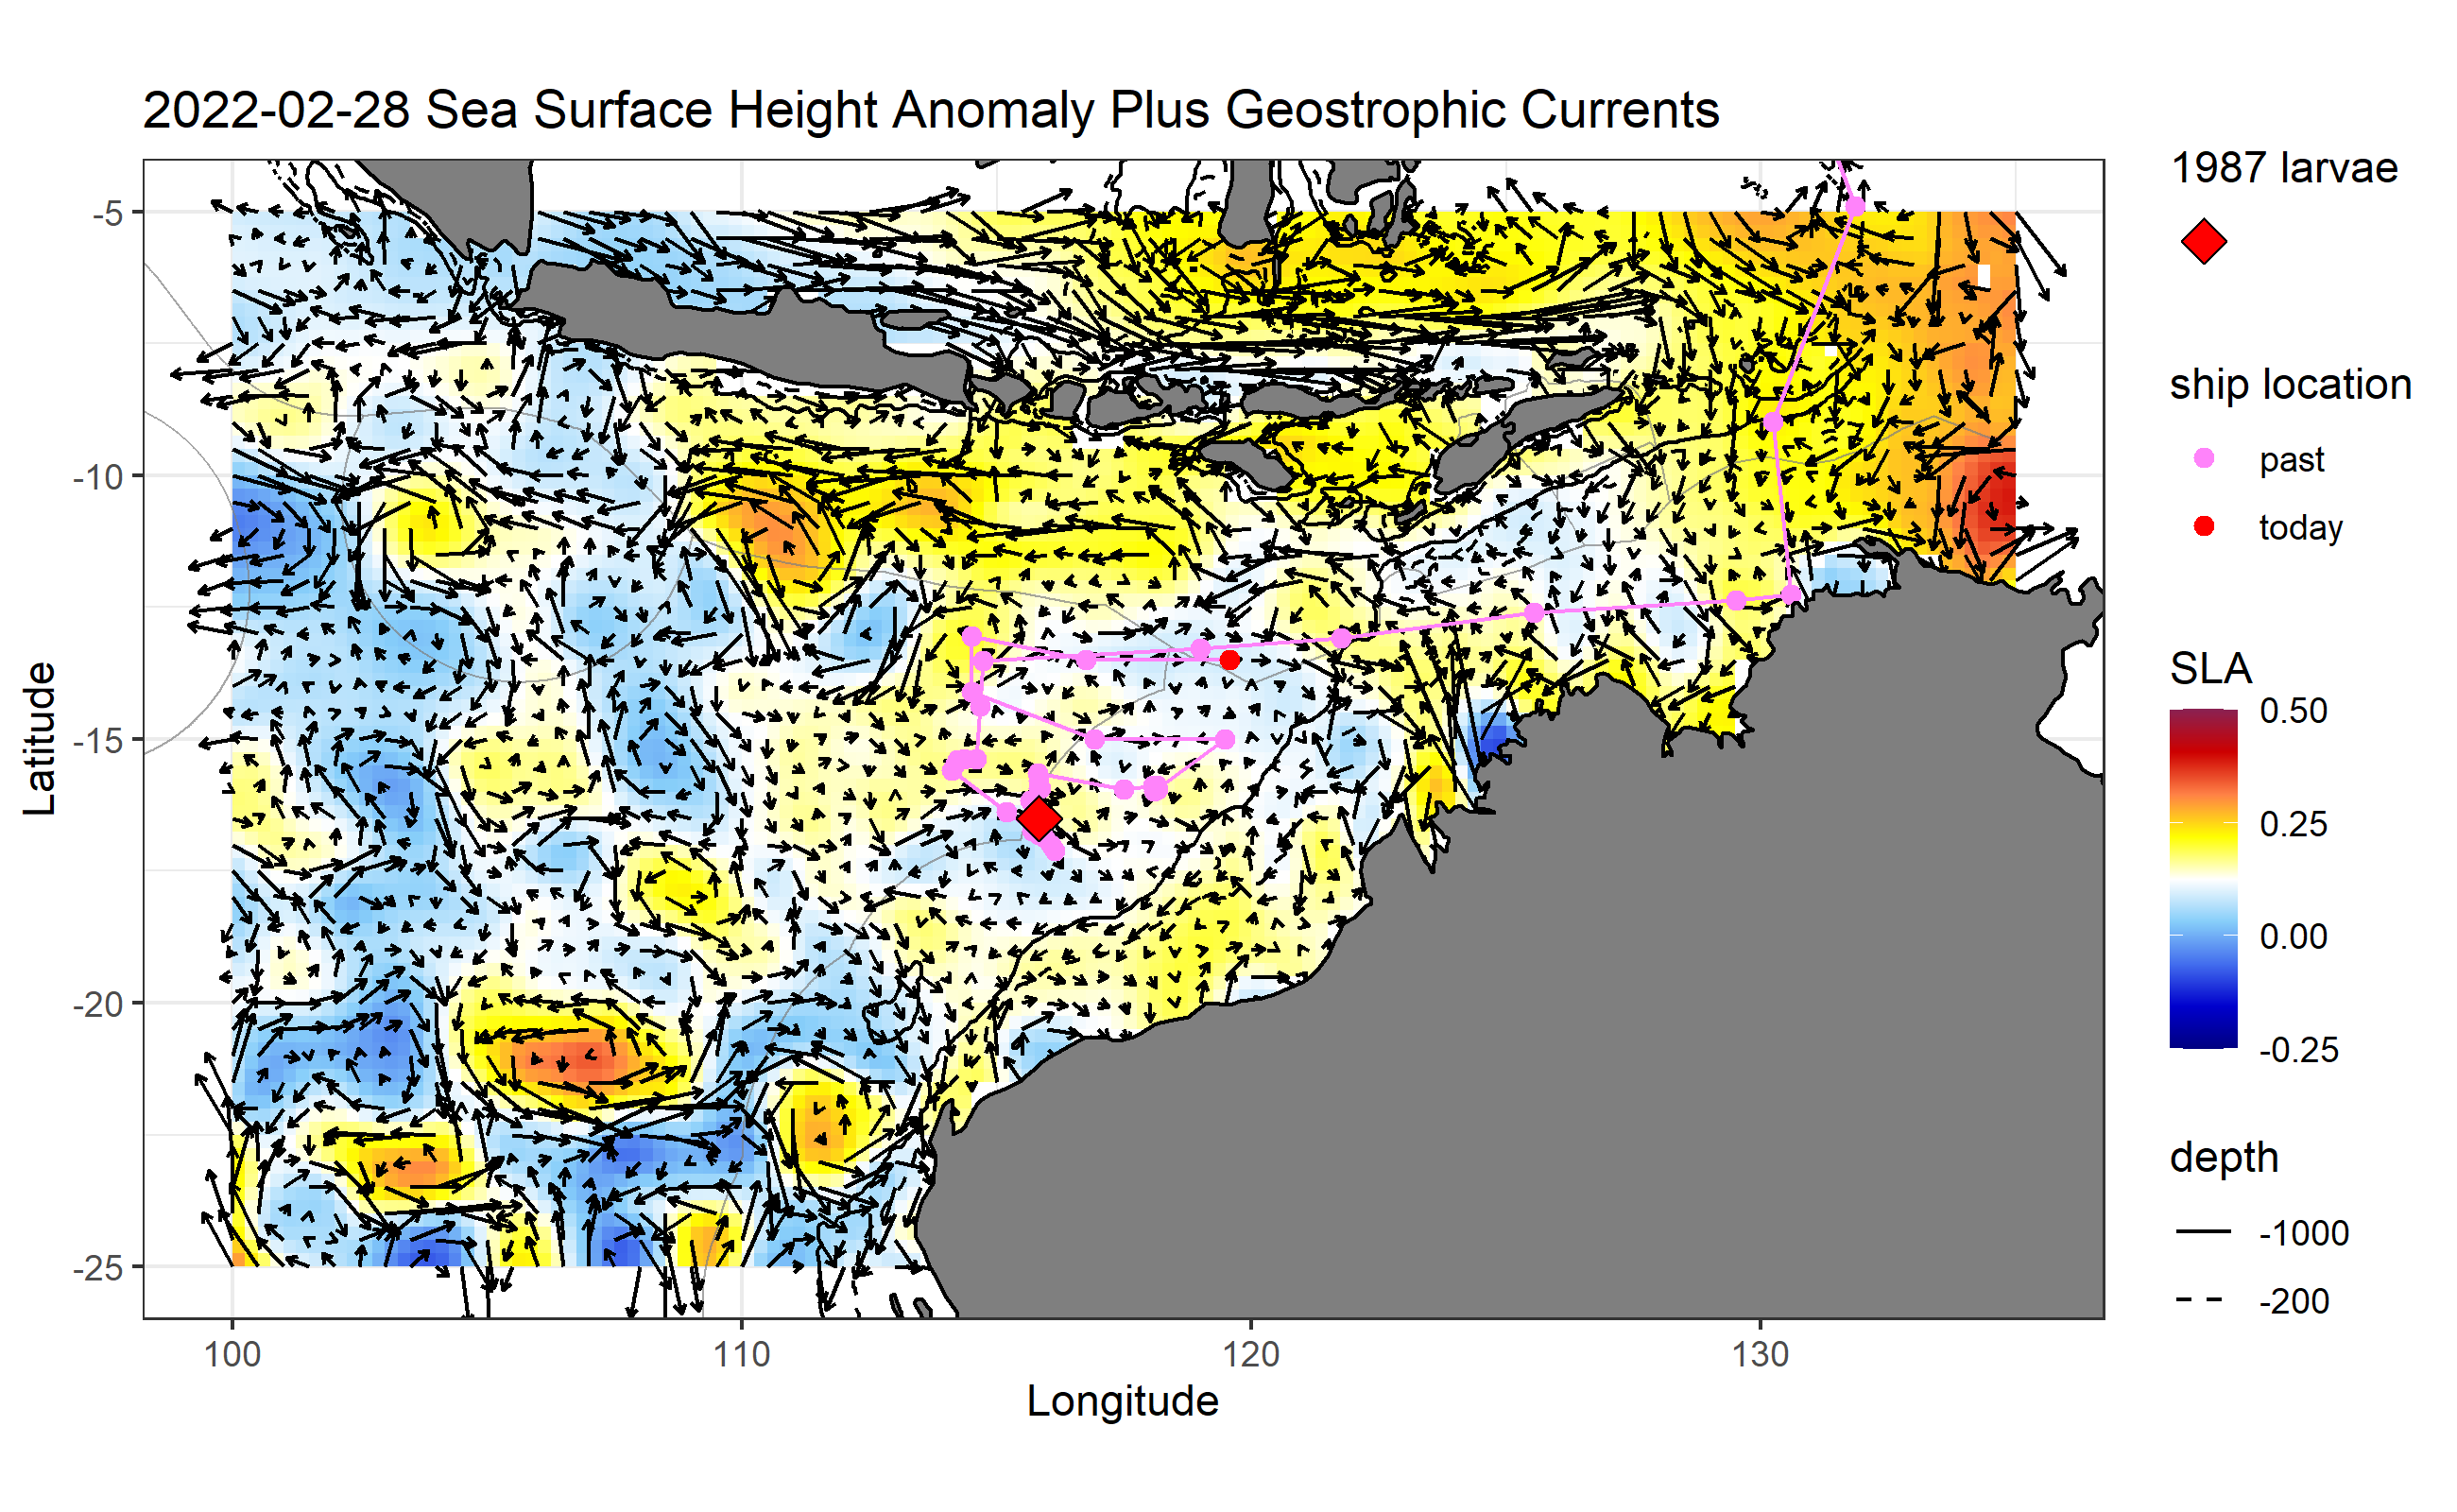 2022-02-28 Sea Surface Height Anomaly Plus Geostrophic Currents
Latitude
-5
-10
-15
-20
-25
100
110
120
130
Longitude
1987 larvae
ship location
past
today
SLA
0.50
0.25
0.00
-0.25
depth
-1000
-200